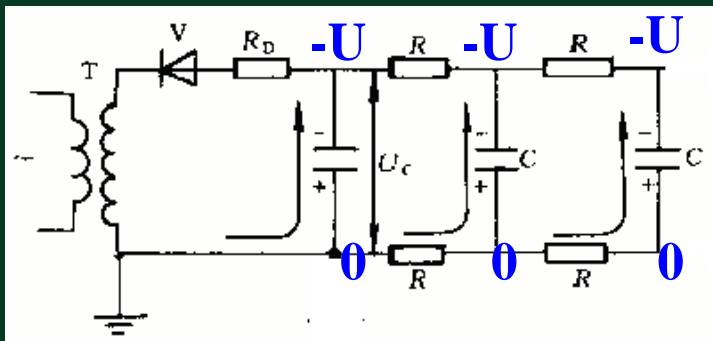 V R_D -U R -U R -U
T
~ - U_C - C - C
+ + +
0 R 0 R 0